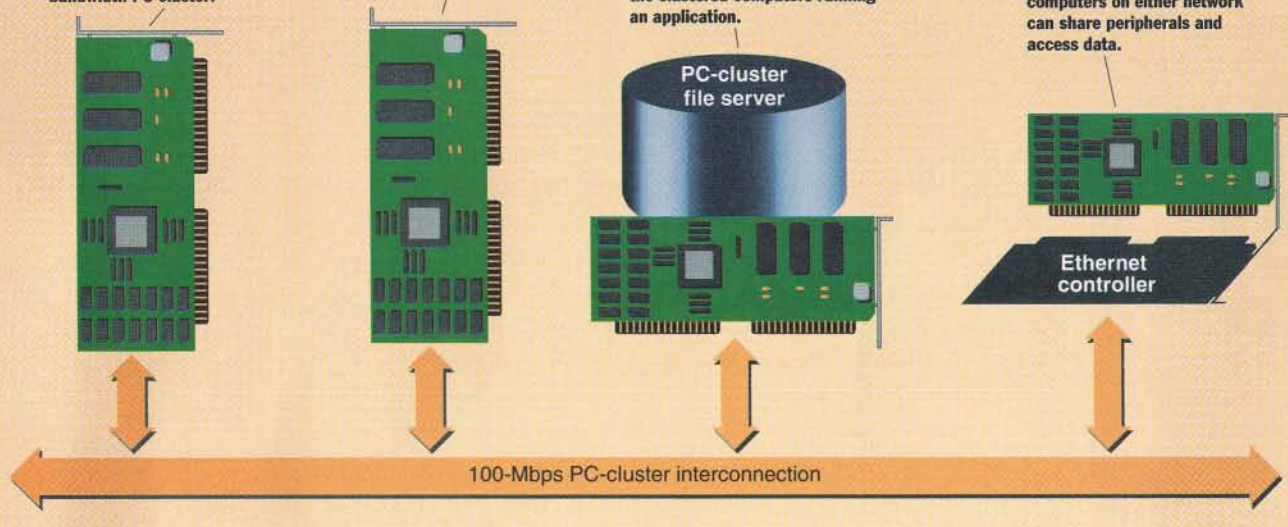 bandwidth PC cluster.
the clustered computers running
an application.
computers on either network
can share peripherals and
access data.
PC-cluster
file server
Ethernet
controller
100-Mbps PC-cluster interconnection